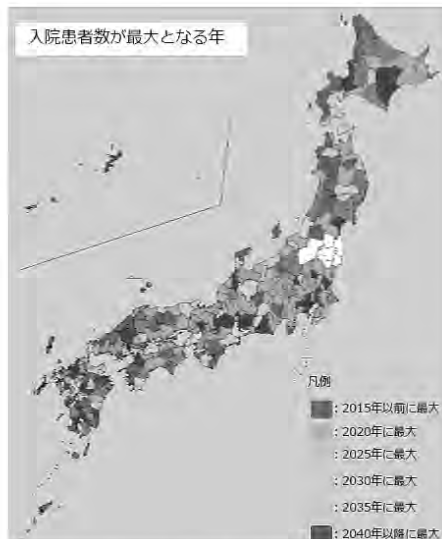 入院患者数が最大となる年
凡例
：2015年以前に最大
：2020年に最大
：2025年に最大
：2030年に最大
：2035年に最大
：2040年以降に最大